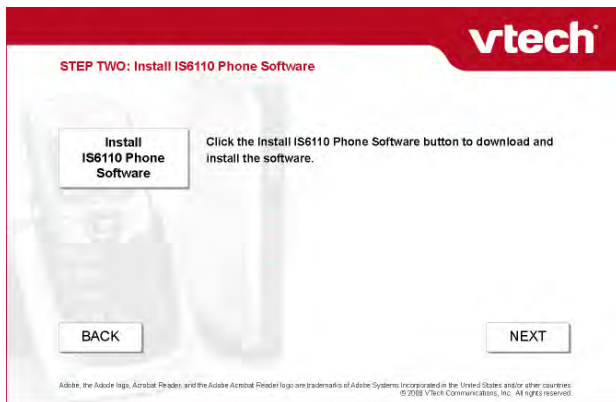 vtech
STEP TWO: Install IS6110 Phone Software
Install
IS6110 Phone
Software
Click the Install IS6110 Phone Software button to download and
install the software.
BACK
NEXT
Adobe, the Adobe logo, Acrobat Reader, and the Adobe Acrobat Reader logo are trademarks of Adobe Systems Incorporated in the United States and/or other countries.
© 2008 VTech Communications, Inc. All rights reserved.